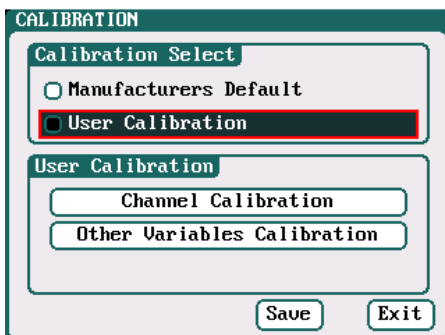 CALIBRATION
Calibration Select
Manufacturers Default
User Calibration
User Calibration
Channel Calibration
Other Variables Calibration
Save Exit